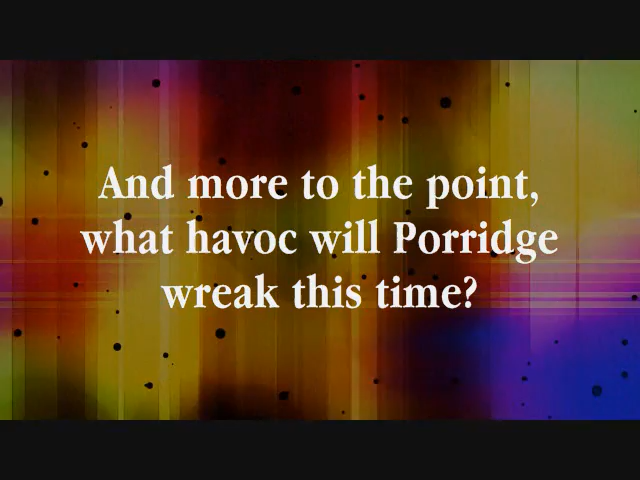 And more to the point,
what havoc will Porridge
wreak this time?